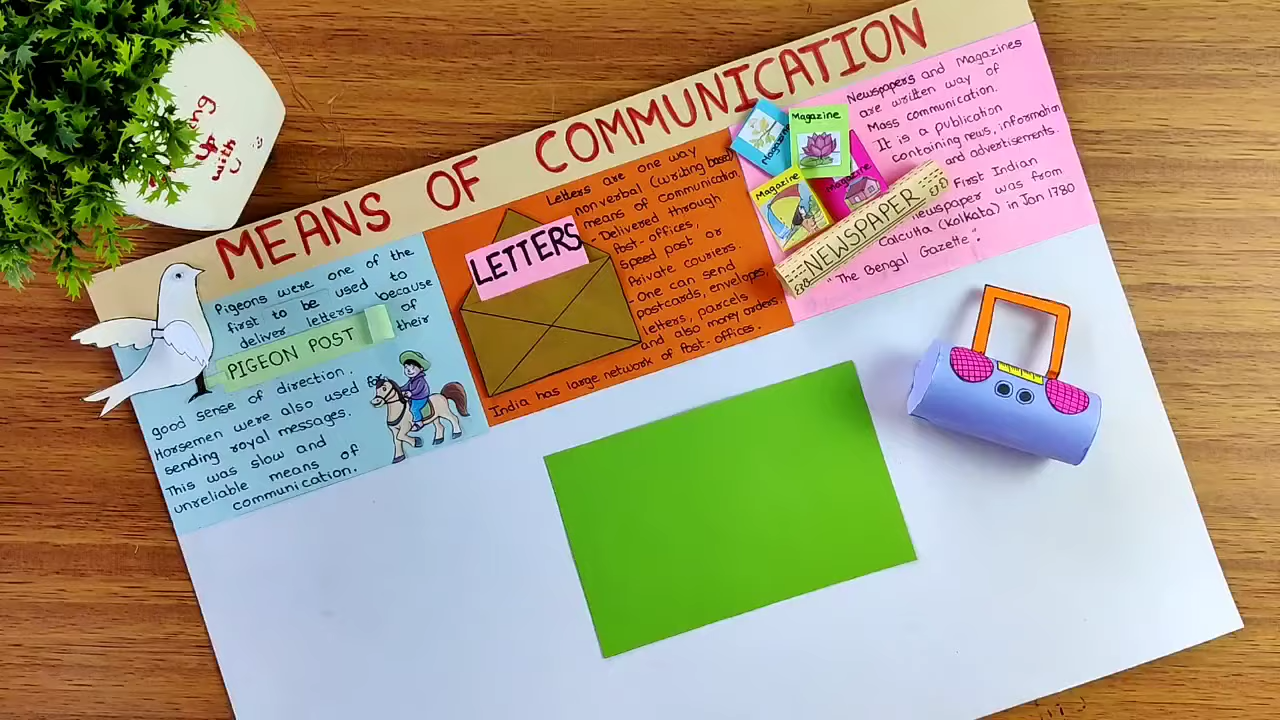 MEANS OF COMMUNICATION
Pigeons were one of the
first to be used to
deliver letters because
of
their
PIGEON POST
good sense of direction.
Horsemen were also used for
sending royal messages.
This was slow and
unreliable means of
communication.
LETTERS
Letters are one way
nonverbal (writing based)
means of communication
- Delivered through
Post-offices,
speed post or
Private couriers.
- One can send
postcards, envelopes,
letters, parcels
and also money orders.
India has large network of Post-offices.
Magazine
Magazine
Magazine
Magazine
NEWSPAPER
Newspapers and Magazines
are written way of
Mass communication.
It is a publication
containing news, information
and advertisements.
First Indian
newspaper was from
Calcutta (Kolkata) in Jan 1780
"The Bengal Gazette".
up
with